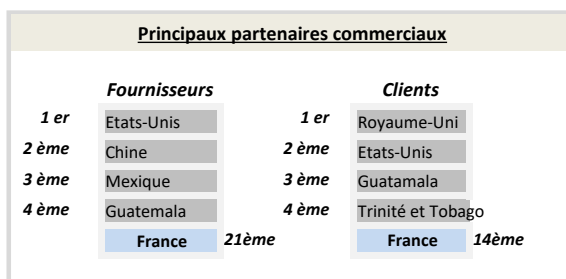 Principaux partenaires commerciaux
Fournisseurs Clients
1 er Etats-Unis 1 er Royaume-Uni
2 ème Chine 2 ème Etats-Unis
3 ème Mexique 3 ème Guatamala
4 ème Guatemala 4 ème Trinité et Tobago
France 21ème France 14ème